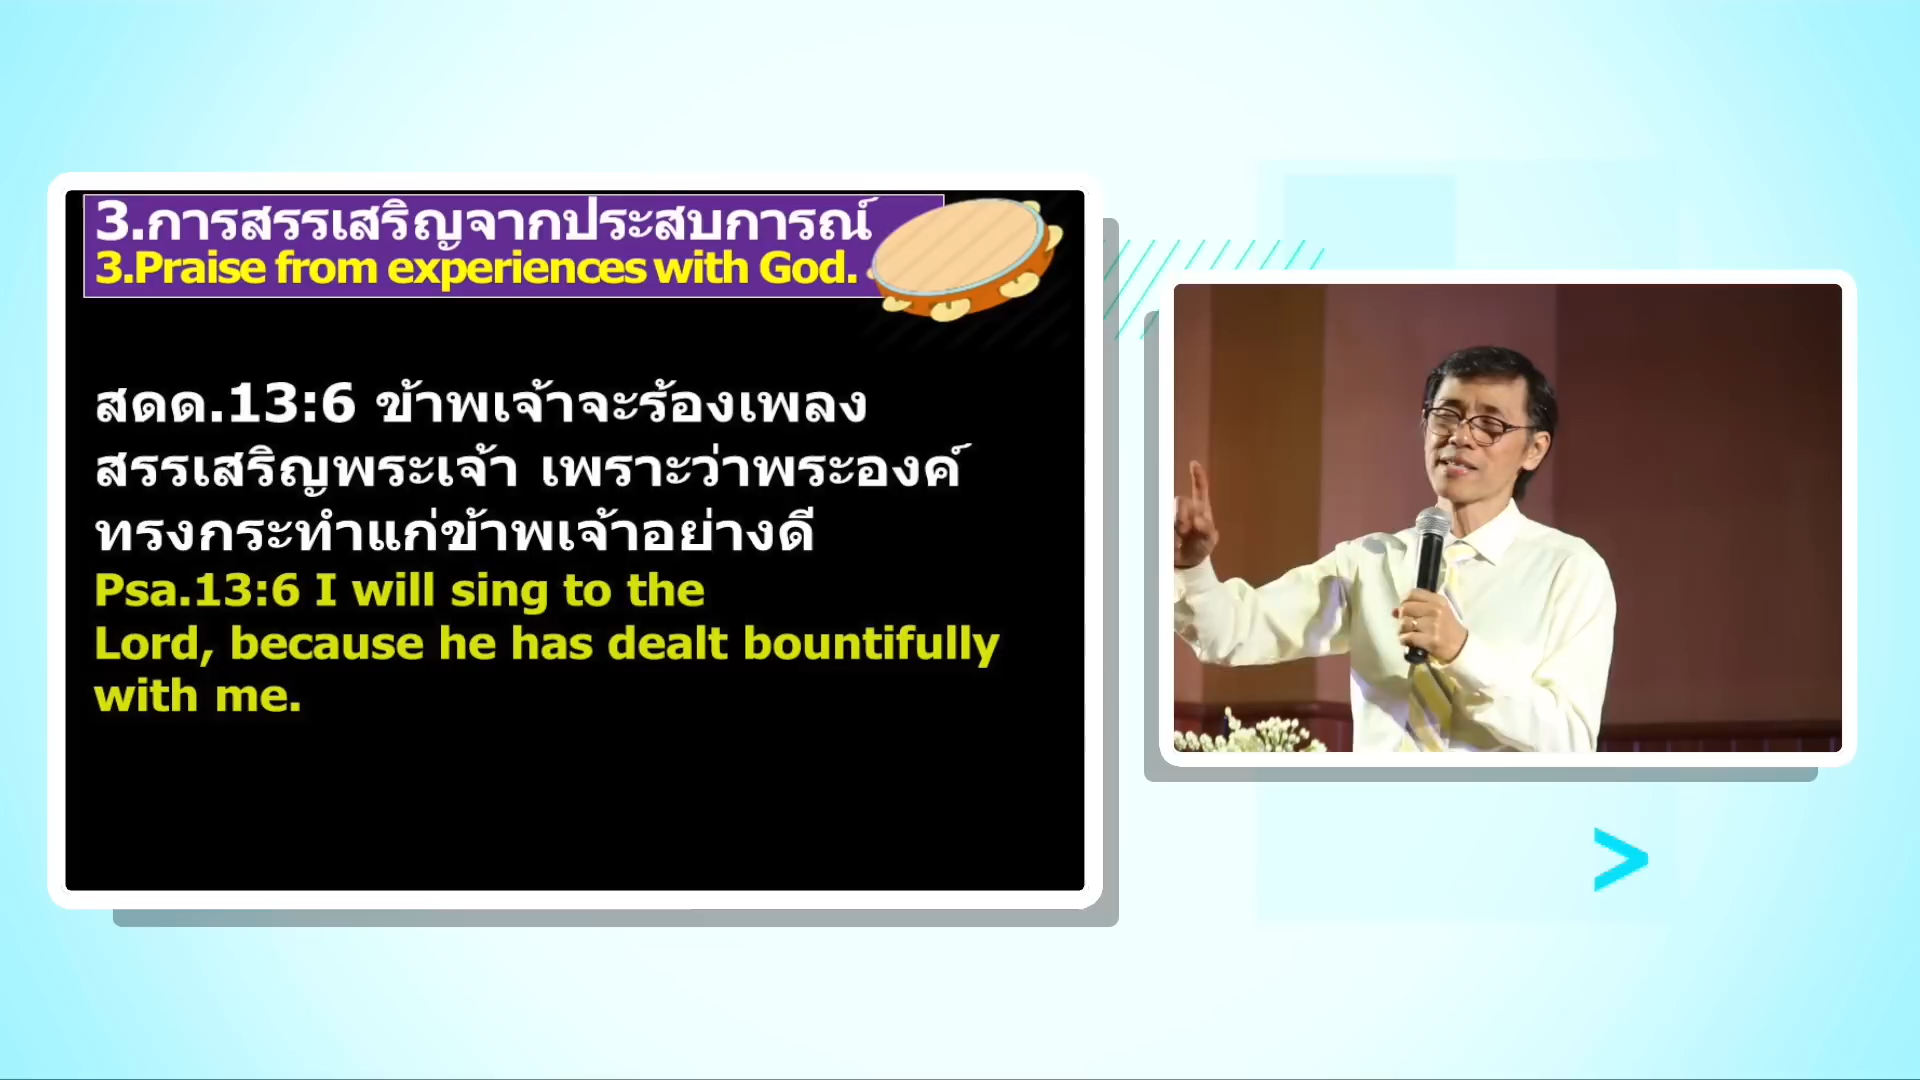 3.การสรรเสริญจากประสบการณ์
3.Praise from experiences with God.
สดด.13:6 ข้าพเจ้าจะร้องเพลง
สรรเสริญพระเจ้า เพราะว่าพระองค์
ทรงกระทำแก่ข้าพเจ้าอย่างดี
Psa.13:6 I will sing to the
Lord, because he has dealt bountifully
with me.